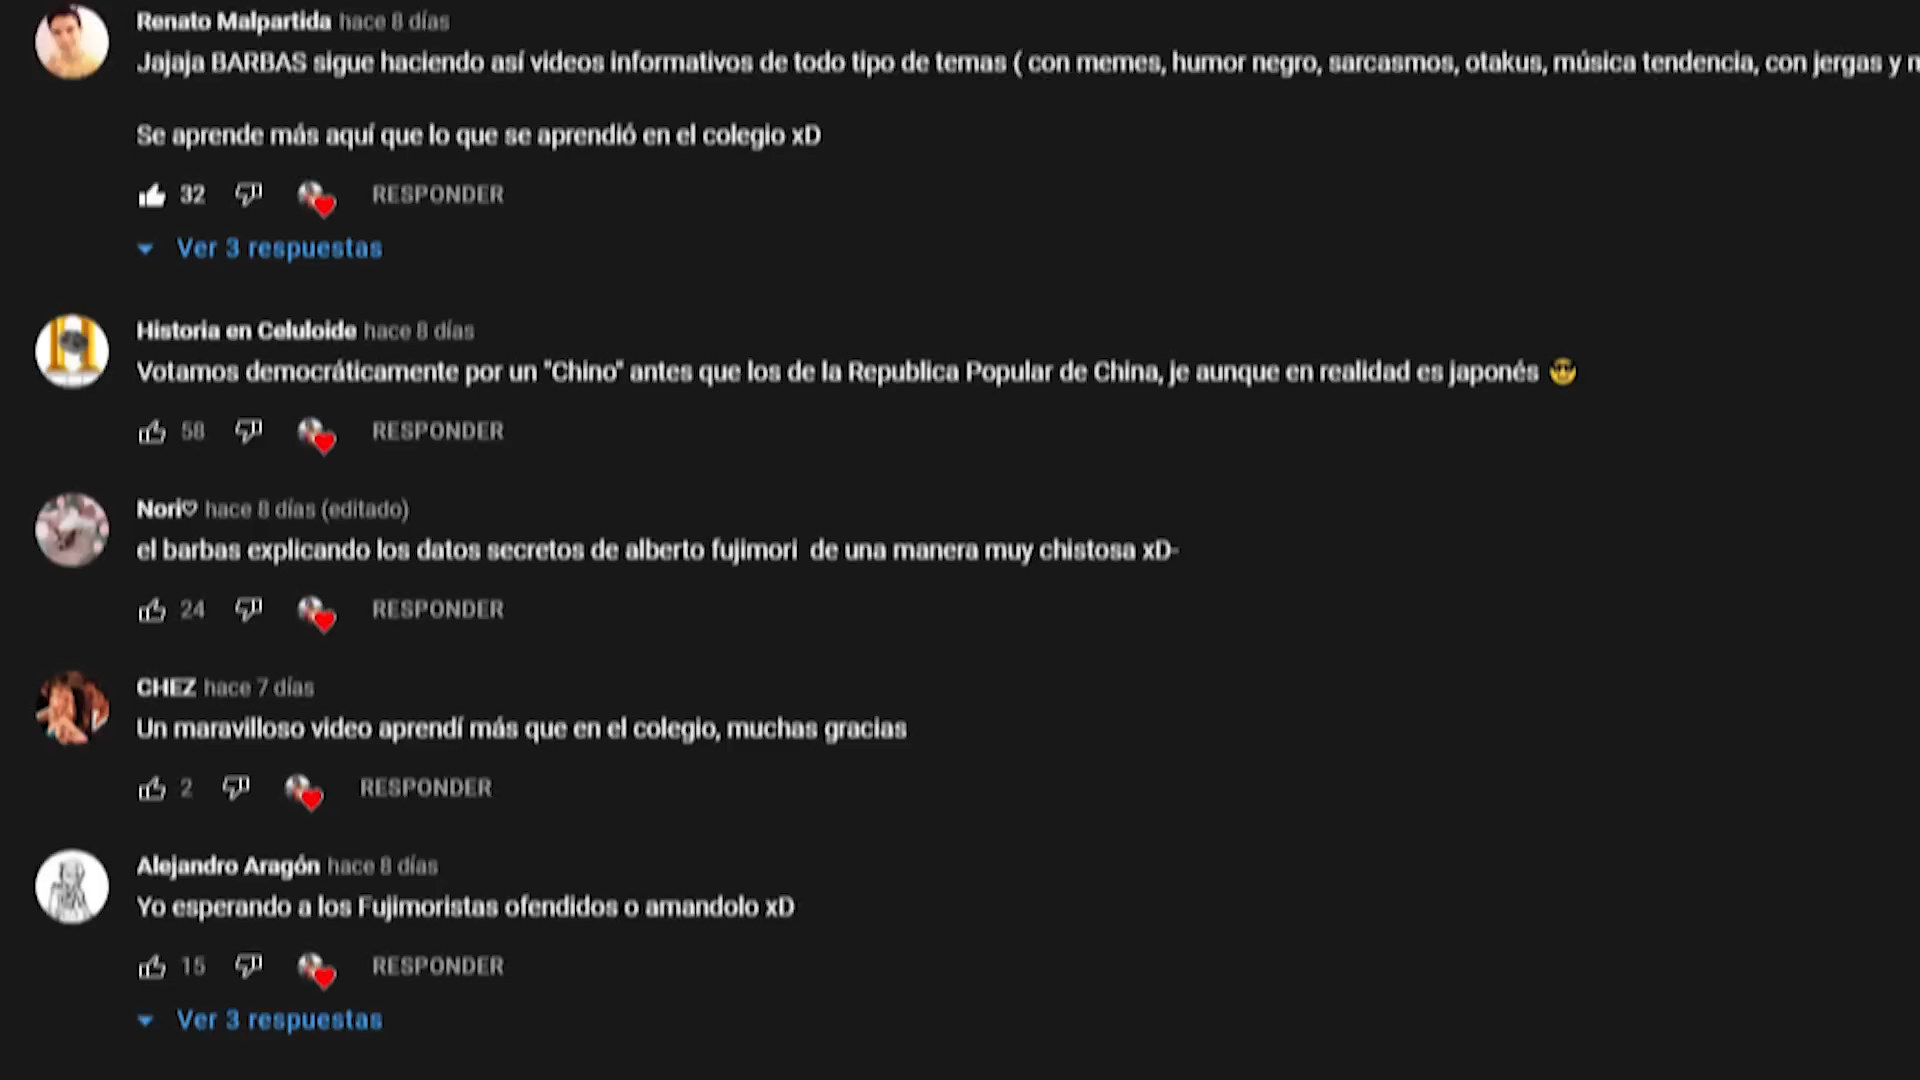 Renato Malpartida hace 8 días
Jajaja BARBAS sigue haciendo así videos informativos de todo tipo de temas ( con memes, humor negro, sarcasmos, otakus, música tendencia, con jergas y
Se aprende más aquí que lo que se aprendió en el colegio xD
32 RESPONDER
Ver 3 respuestas
Historia en Celuloide hace 8 días
Votamos democráticamente por un "Chino" antes que los de la Republica Popular de China, je aunque en realidad es japonés 😎
58 RESPONDER
Nori♡ hace 8 días (editado)
el barbas explicando los datos secretos de alberto fujimori de una manera muy chistosa xD-
24 RESPONDER
CHEZ hace 7 días
Un maravilloso video aprendí más que en el colegio, muchas gracias
2 RESPONDER
Alejandro Aragón hace 8 días
Yo esperando a los Fujimoristas ofendidos o amandolo xD
15 RESPONDER
Ver 3 respuestas